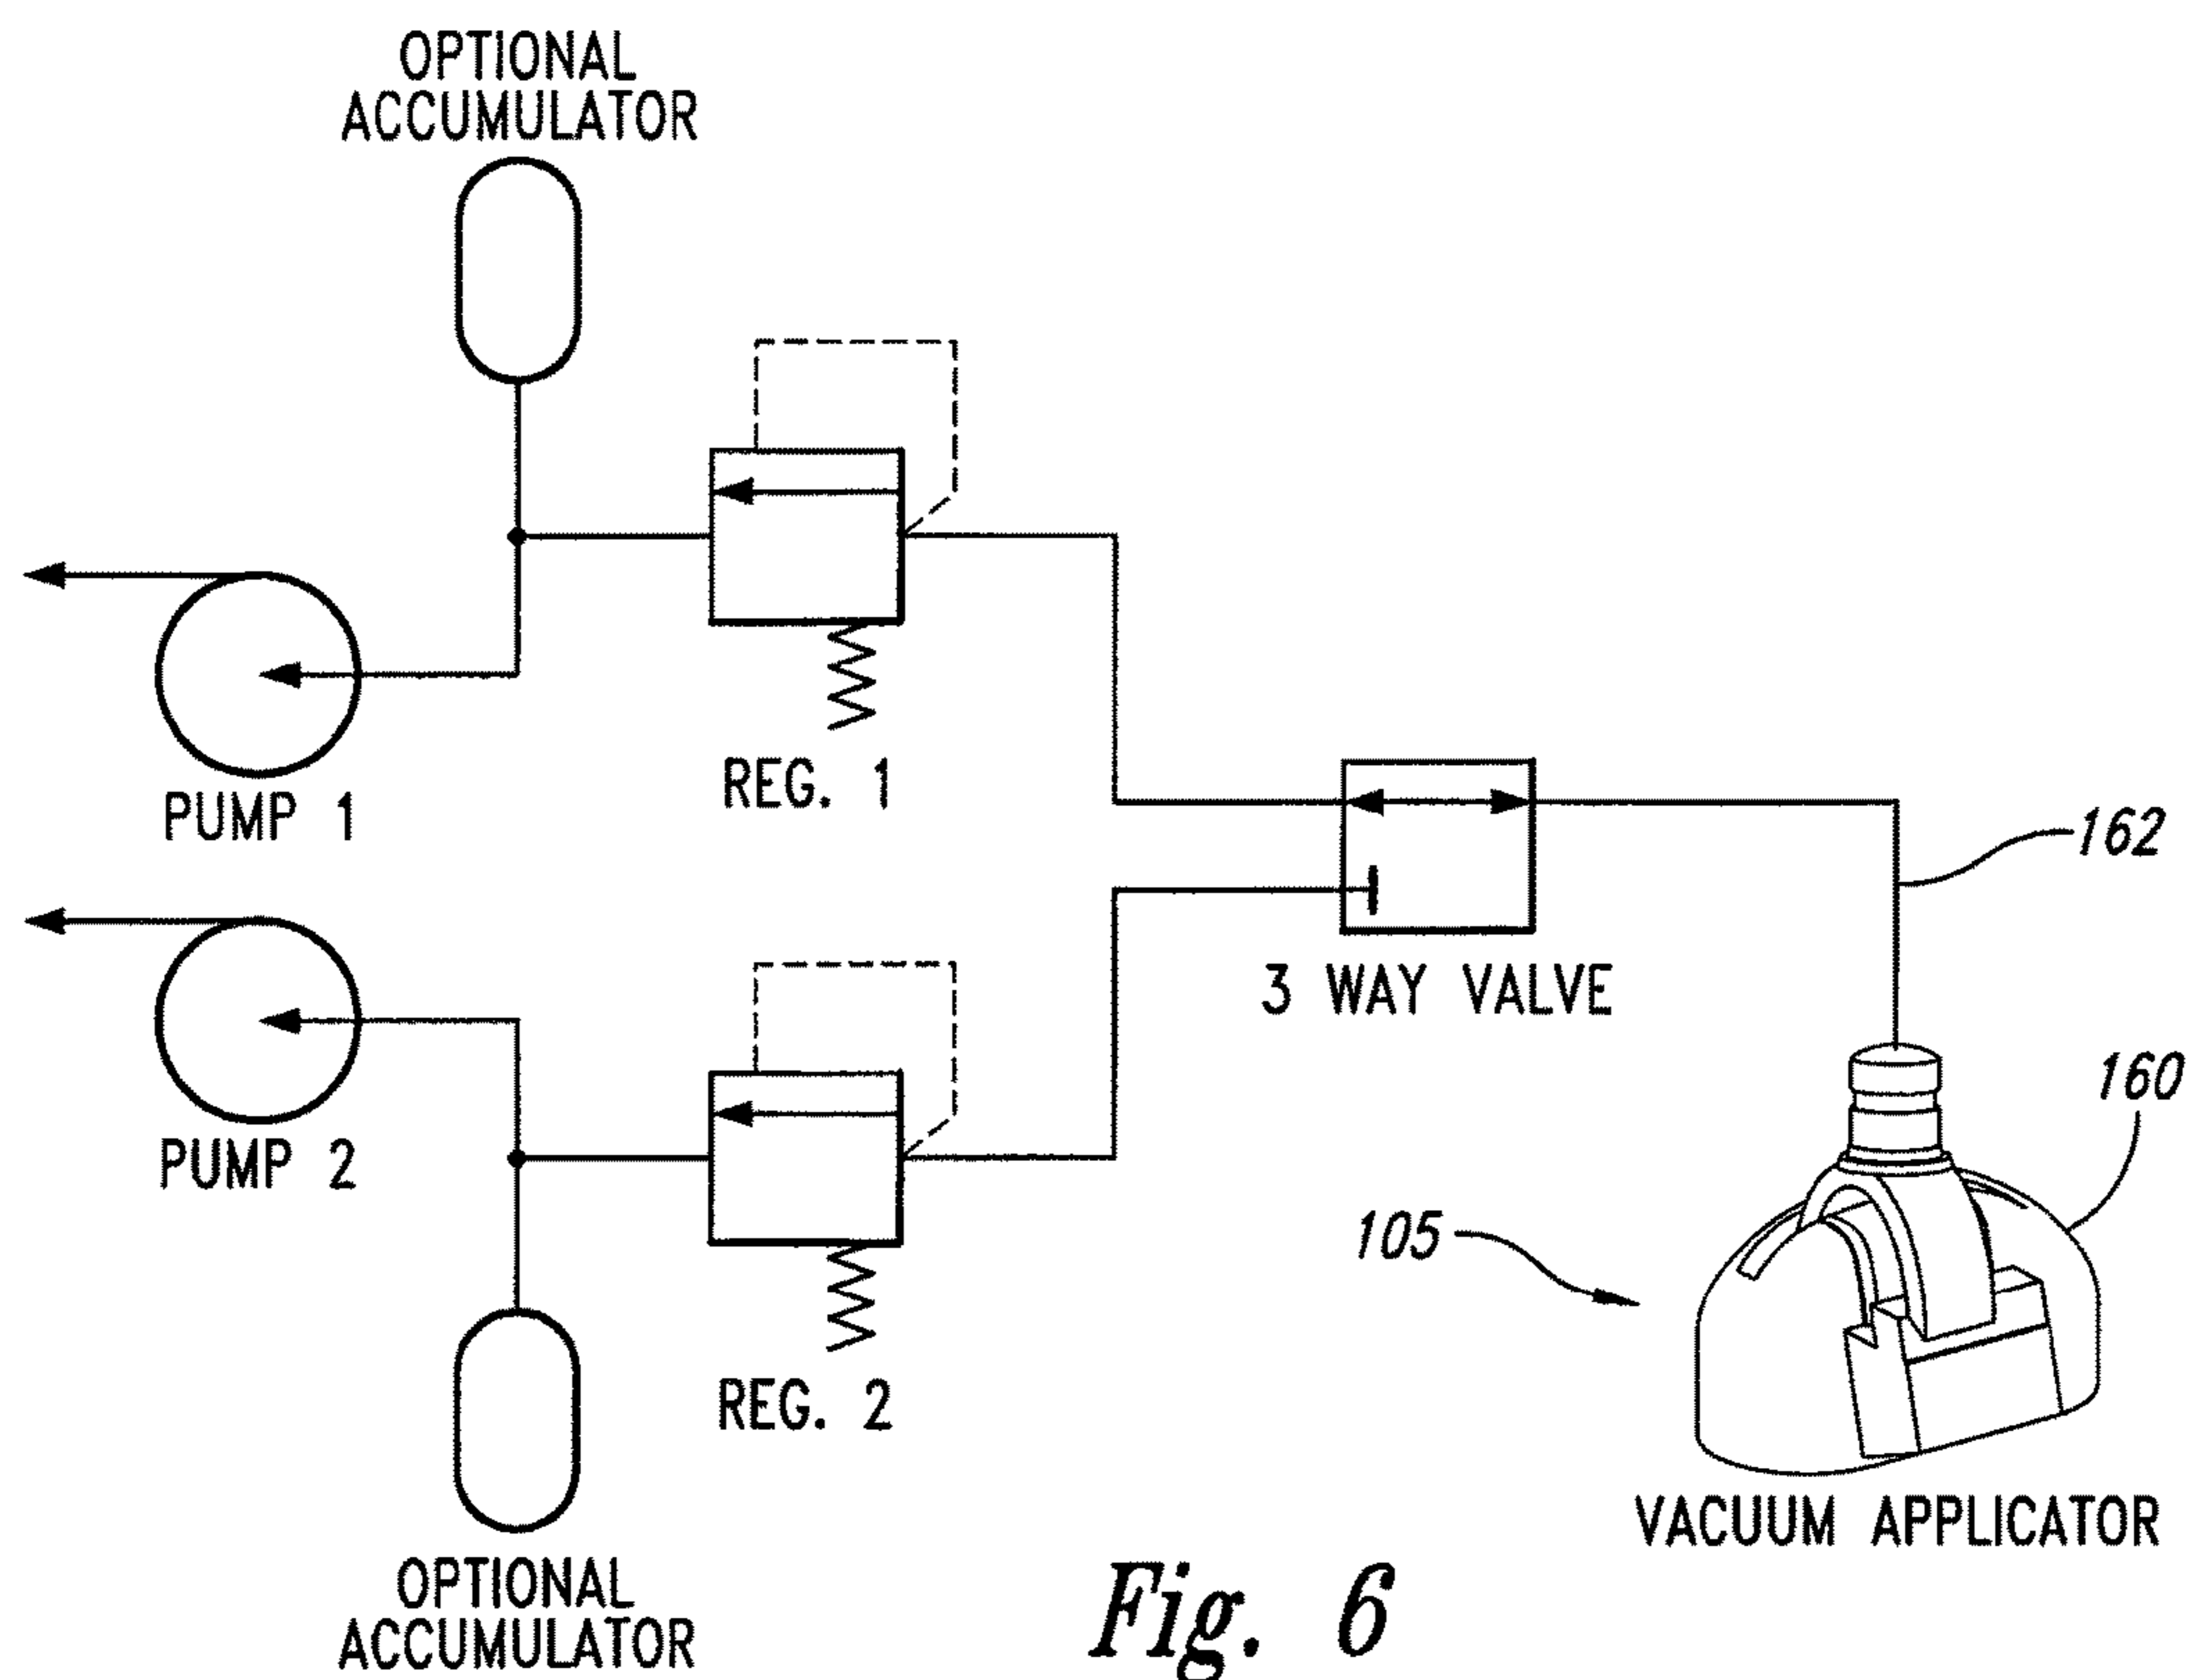 OPTIONAL
ACCUMULATOR
REG. 1
PUMP 1
162
3 WAY VALVE
160
PUMP 2
105
REG. 2
VACUUM APPLICATOR
OPTIONAL
ACCUMULATOR
Fig. 6